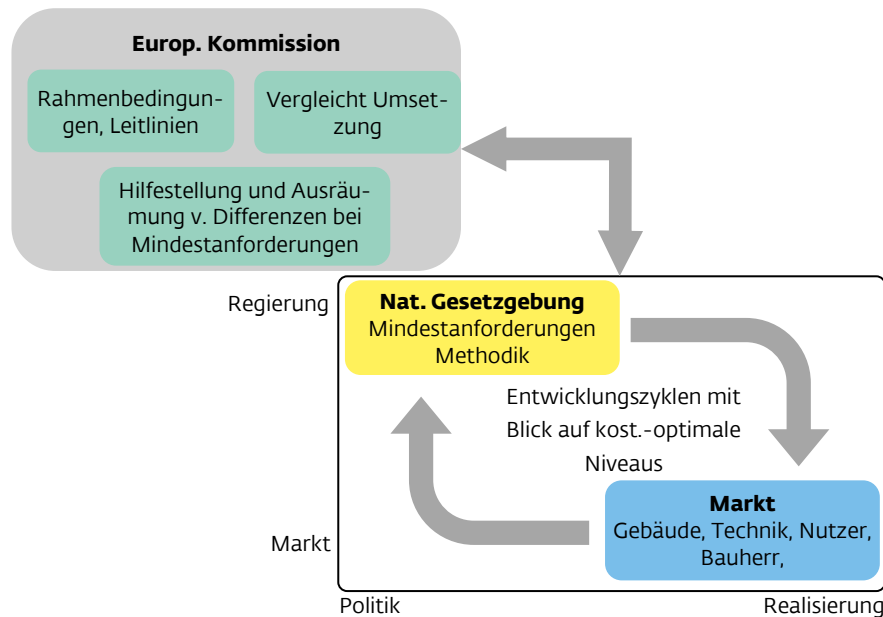 Europ. Kommission
Rahmenbedingun-
gen, Leitlinien
Vergleicht Umset-
zung
Hilfestellung und Ausräu-
mung v. Differenzen bei
Mindestanforderungen
Regierung
Nat. Gesetzgebung
Mindestanforderungen
Methodik
Entwicklungszyklen mit
Blick auf kost.-optimale
Niveaus
Markt
Gebäude, Technik, Nutzer,
Bauherr,
Markt
Politik
Realisierung